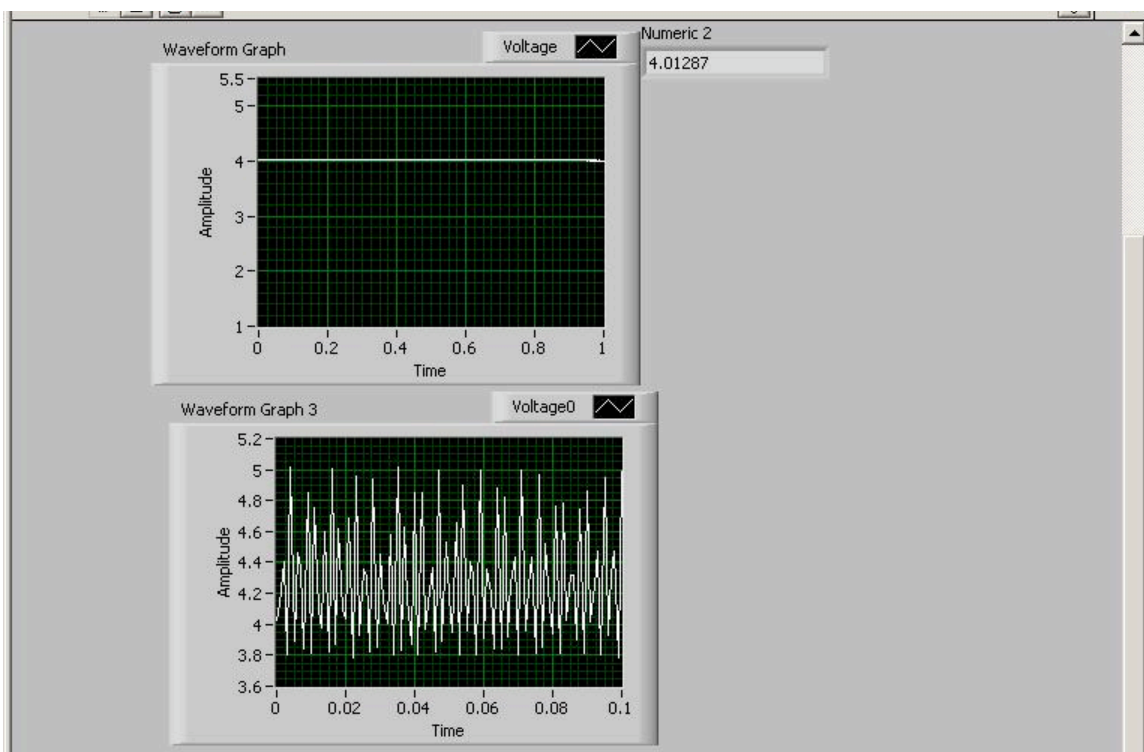 Numeric 2
Waveform Graph
Voltage
4.01287
5.5
5
4
3
2
1
Amplitude
0 0.2 0.4 0.6 0.8 1
Time
Waveform Graph 3
Voltage0
5.2
5
4.8
4.6
4.4
4.2
4
3.8
3.6
Amplitude
0 0.02 0.04 0.06 0.08 0.1
Time